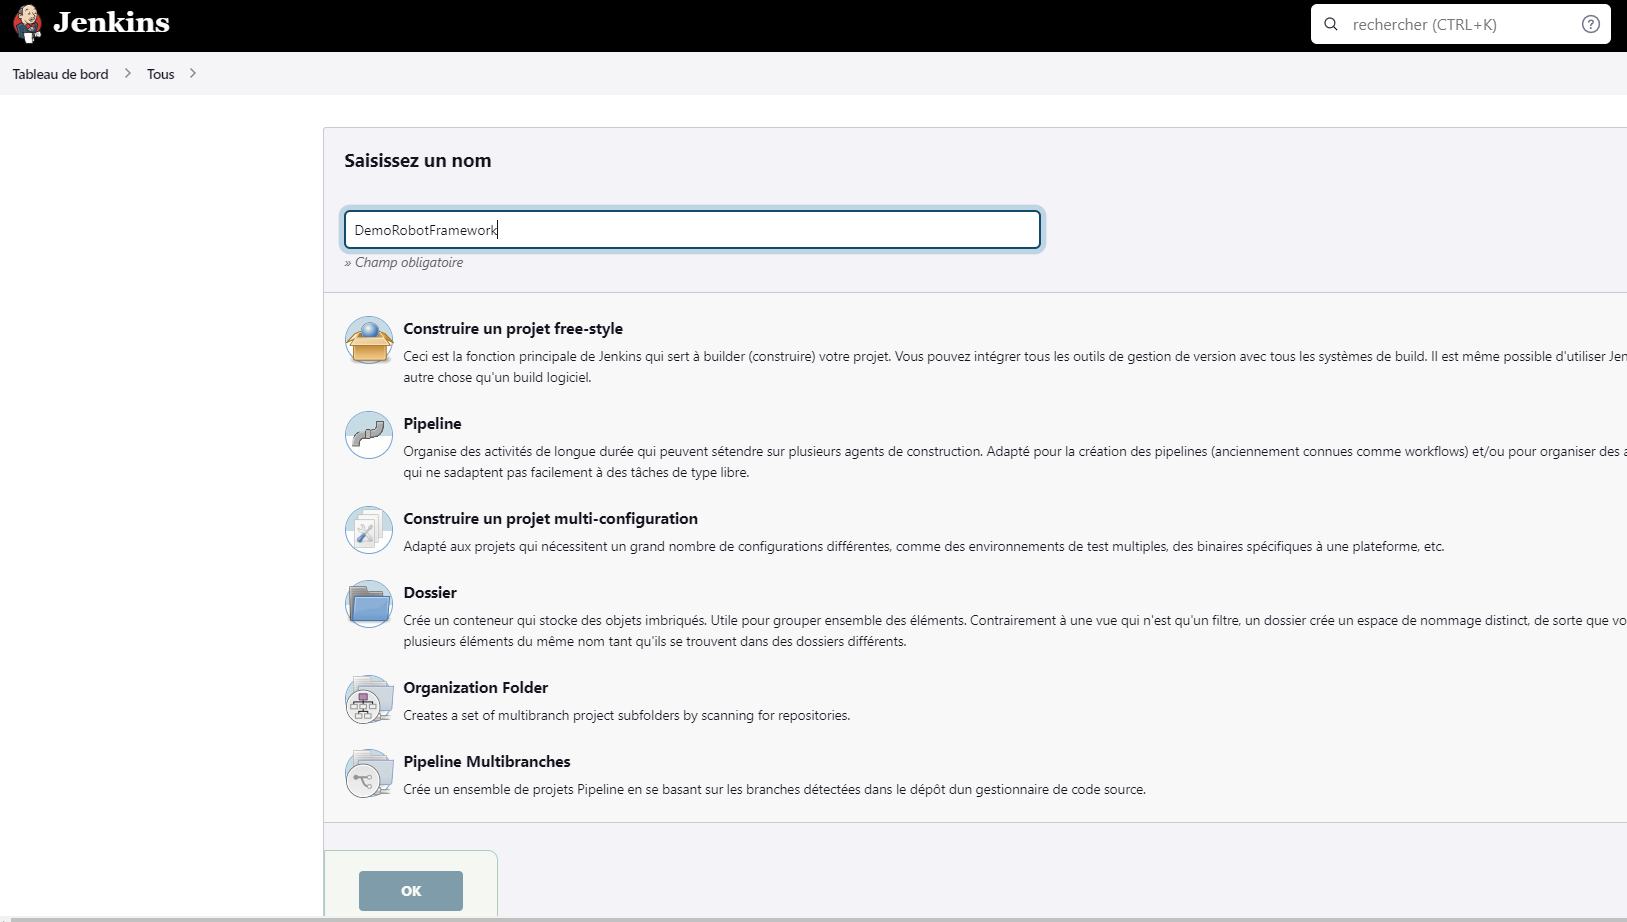 Jenkins
rechercher (CTRL+K)
Tableau de bord
Tous
Saisissez un nom
DemoRobotFramework
» Champ obligatoire
Construire un projet free-style
Ceci est la fonction principale de Jenkins qui sert à builder (construire) votre projet. Vous pouvez intégrer tous les outils de gestion de version avec tous les systèmes de build. Il est même possible d'utiliser Jen
autre chose qu'un build logiciel.
Pipeline
Organise des activités de longue durée qui peuvent sétendre sur plusieurs agents de construction. Adapté pour la création des pipelines (anciennement connues comme workflows) et/ou pour organiser des a
qui ne sadaptent pas facilement à des tâches de type libre.
Construire un projet multi-configuration
Adapté aux projets qui nécessitent un grand nombre de configurations différentes, comme des environnements de test multiples, des binaires spécifiques à une plateforme, etc.
Dossier
Crée un conteneur qui stocke des objets imbriqués. Utile pour grouper ensemble des éléments. Contrairement à une vue qui n'est qu'un filtre, un dossier crée un espace de nommage distinct, de sorte que vo
plusieurs éléments du même nom tant qu'ils se trouvent dans des dossiers différents.
Organization Folder
Creates a set of multibranch project subfolders by scanning for repositories.
Pipeline Multibranches
Crée un ensemble de projets Pipeline en se basant sur les branches détectées dans le dépôt dun gestionnaire de code source.
OK